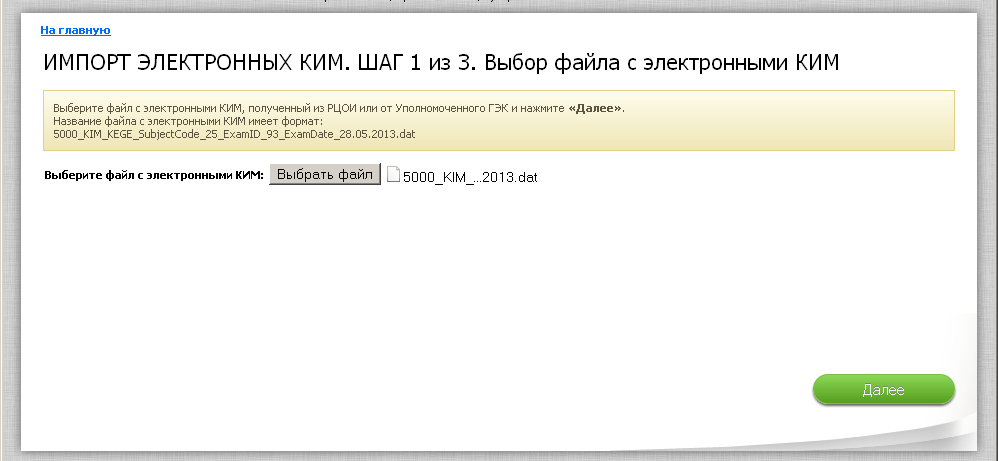 На главную
ИМПОРТ ЭЛЕКТРОННЫХ КИМ. ШАГ 1 из 3. Выбор файла с электронными КИМ
Выберите файл с электронными КИМ, полученный из РЦОИ или от Уполномоченного ГЭК и нажмите «Далее».
Название файла с электронными КИМ имеет формат:
5000_KIM_KEGE_SubjectCode_25_ExamID_93_ExamDate_28.05.2013.dat
Выберите файл с электронными КИМ: Выбрать файл 5000_KIM_...2013.dat
Далее